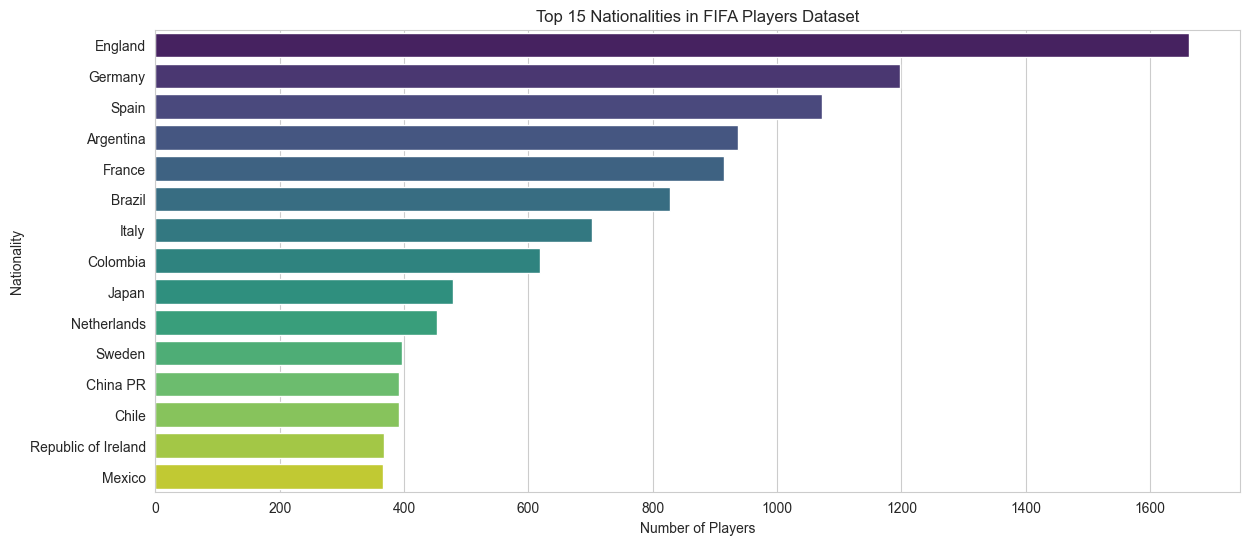 Top 15 Nationalities in FIFA Players Dataset
Nationality
England
Germany
Spain
Argentina
France
Brazil
Italy
Colombia
Japan
Netherlands
Sweden
China PR
Chile
Republic of Ireland
Mexico
0 200 400 600 800 1000 1200 1400 1600
Number of Players